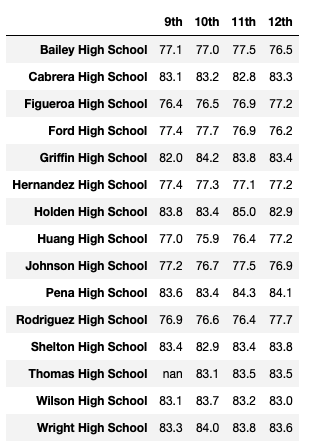 9th 10th 11th 12th
Bailey High School 77.1 77.0 77.5 76.5
Cabrera High School 83.1 83.2 82.8 83.3
Figueroa High School 76.4 76.5 76.9 77.2
Ford High School 77.4 77.7 76.9 76.2
Griffin High School 82.0 84.2 83.8 83.4
Hernandez High School 77.4 77.3 77.1 77.2
Holden High School 83.8 83.4 85.0 82.9
Huang High School 77.0 75.9 76.4 77.2
Johnson High School 77.2 76.7 77.5 76.9
Pena High School 83.6 83.4 84.3 84.1
Rodriguez High School 76.9 76.6 76.4 77.7
Shelton High School 83.4 82.9 83.4 83.8
Thomas High School nan 83.1 83.5 83.5
Wilson High School 83.1 83.7 83.2 83.0
Wright High School 83.3 84.0 83.8 83.6